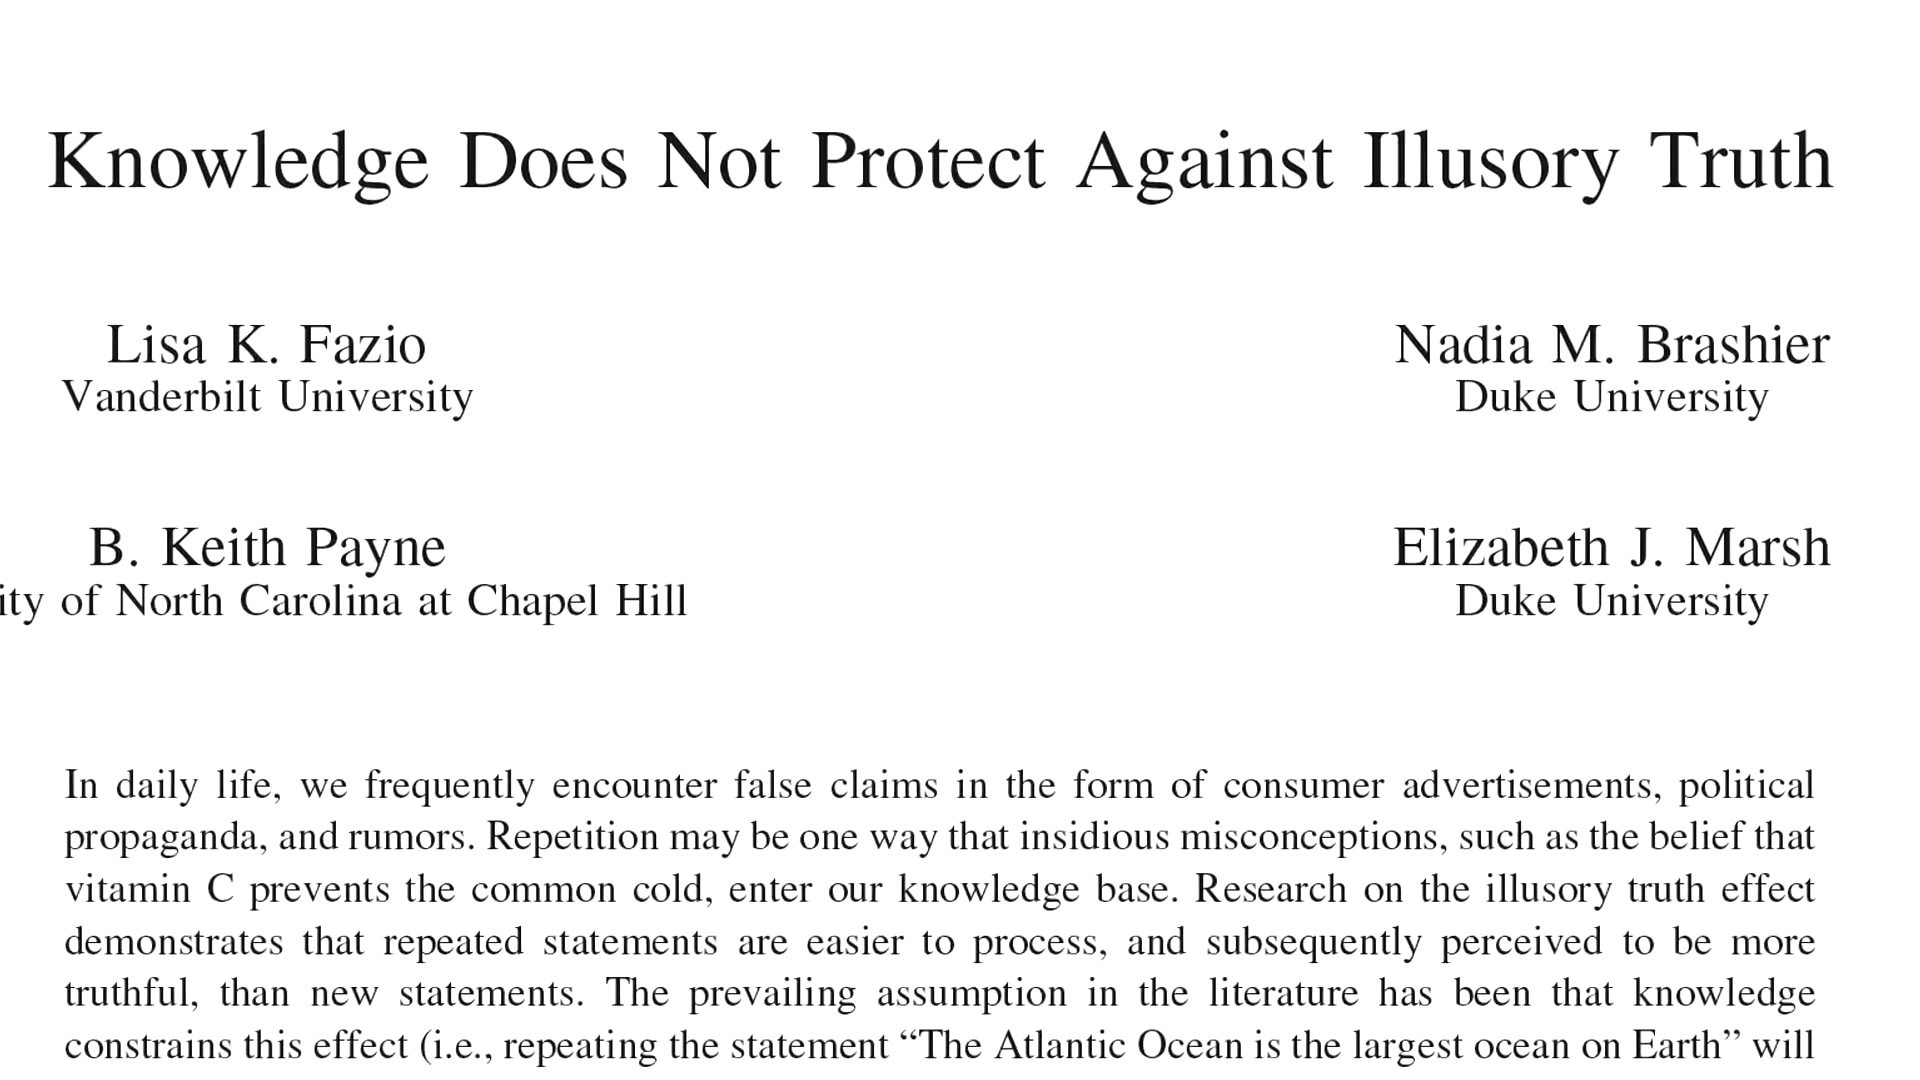 Knowledge Does Not Protect Against Illusory Truth
Lisa K. Fazio
Vanderbilt University
Nadia M. Brashier
Duke University
B. Keith Payne
ity of North Carolina at Chapel Hill
Elizabeth J. Marsh
Duke University
In daily life, we frequently encounter false claims in the form of consumer advertisements, political
propaganda, and rumors. Repetition may be one way that insidious misconceptions, such as the belief that
vitamin C prevents the common cold, enter our knowledge base. Research on the illusory truth effect
demonstrates that repeated statements are easier to process, and subsequently perceived to be more
truthful, than new statements. The prevailing assumption in the literature has been that knowledge
constrains this effect (i.e., repeating the statement “The Atlantic Ocean is the largest ocean on Earth” will